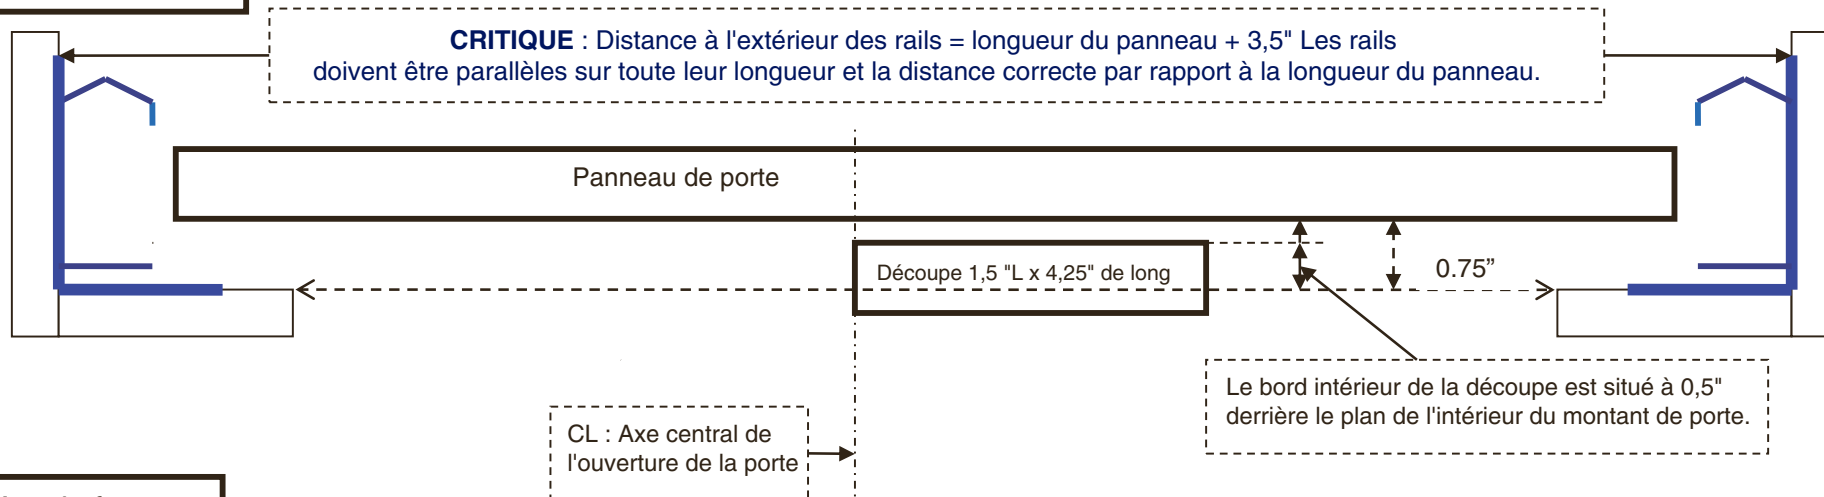 CRITIQUE : Distance à l'extérieur des rails = longueur du panneau + 3,5" Les rails
doivent être parallèles sur toute leur longueur et la distance correcte par rapport à la longueur du panneau.
Panneau de porte
Découpe 1,5 "L x 4,25" de long
0.75”
Le bord intérieur de la découpe est situé à 0,5"
derrière le plan de l'intérieur du montant de porte.
CL : Axe central de
l'ouverture de la porte